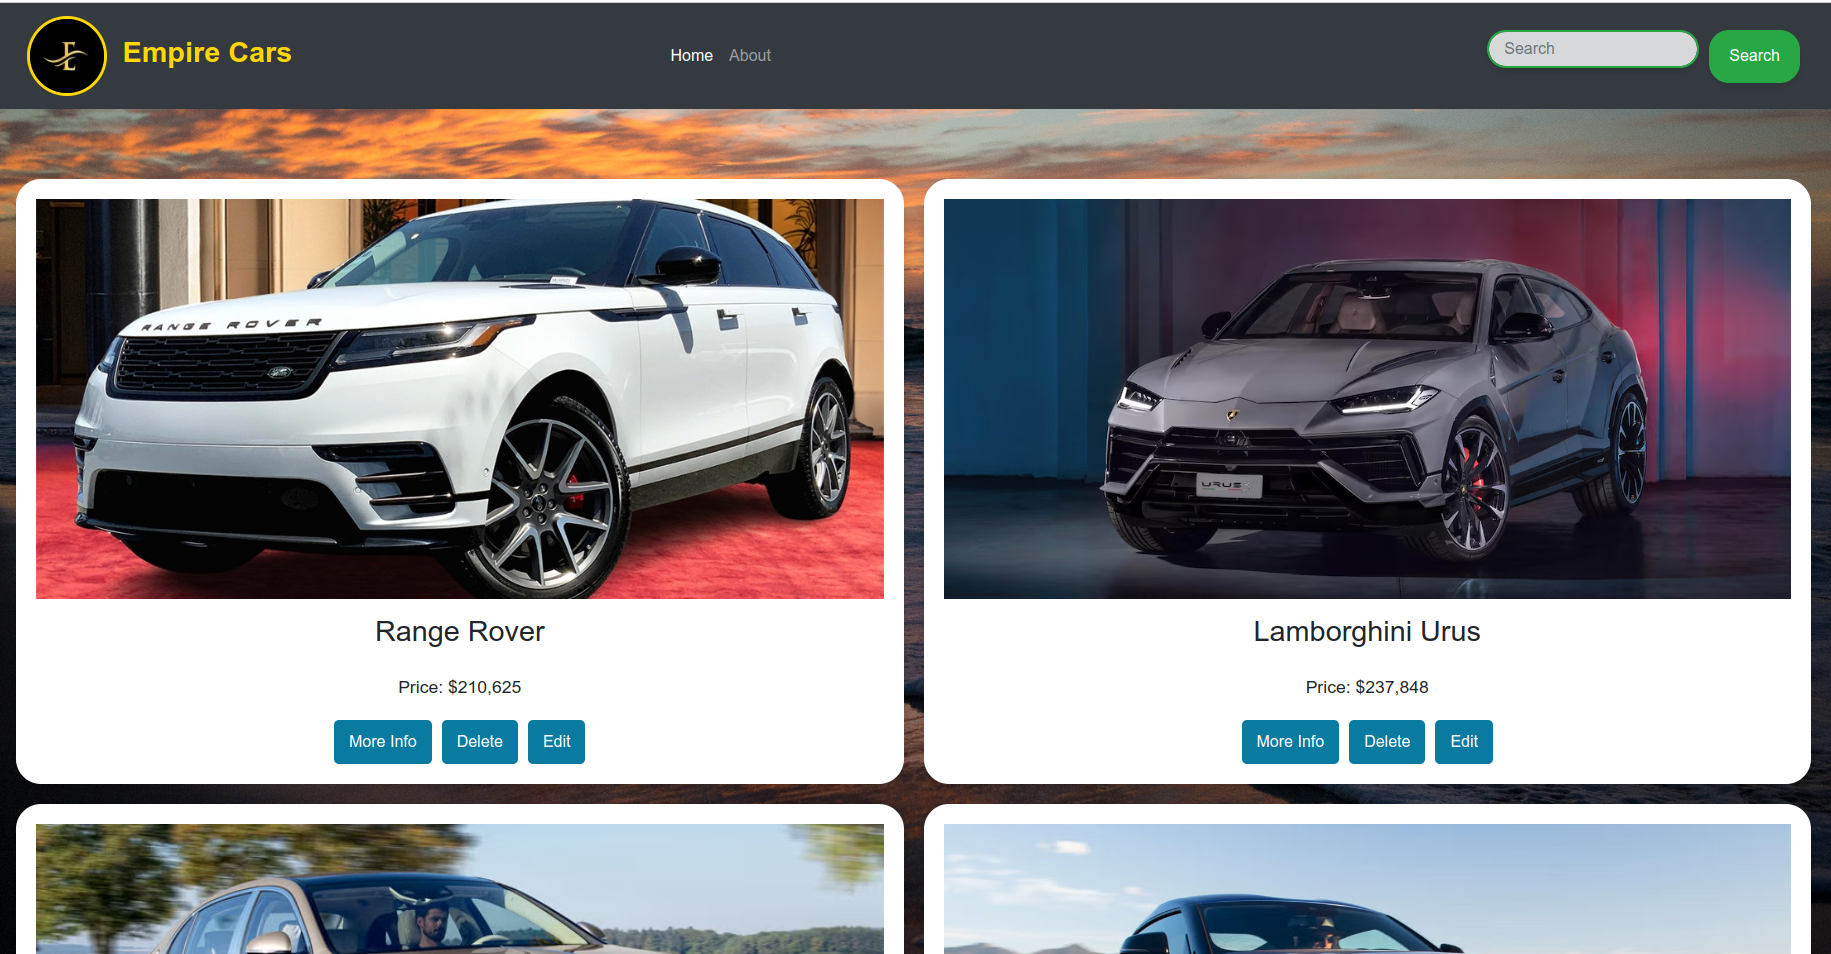 E
Empire Cars
Home About
Search
Search
RANGE ROVER
URUS
Range Rover
Lamborghini Urus
Price: $210,625
Price: $237,848
More Info Delete Edit
More Info Delete Edit